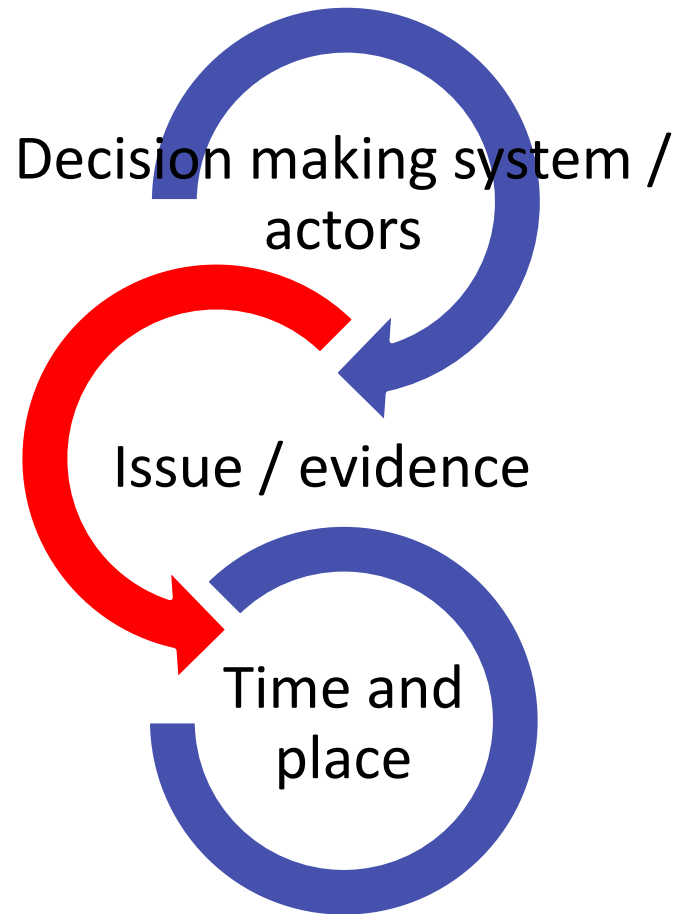 Decision making system /
actors
Issue / evidence
Time and
place